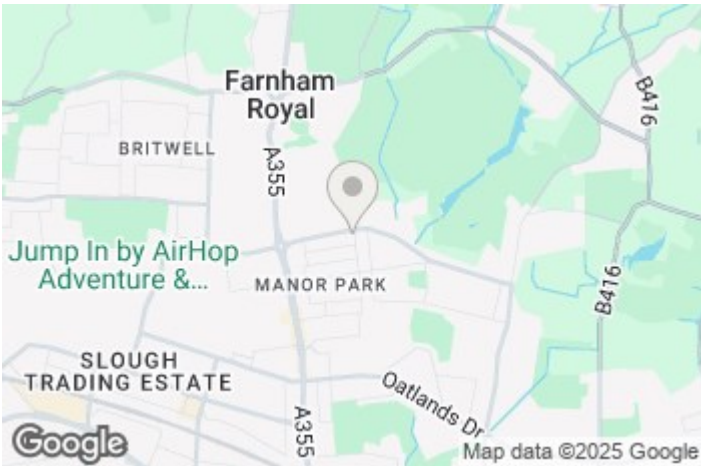 Farnham
Royal
B416
BRITWELL
A355
Jump In by AirHop
Adventure &...
MANOR PARK
B416
SLOUGH
TRADING ESTATE
Oatlands Dr
A355
Google
Map data ©2025 Google